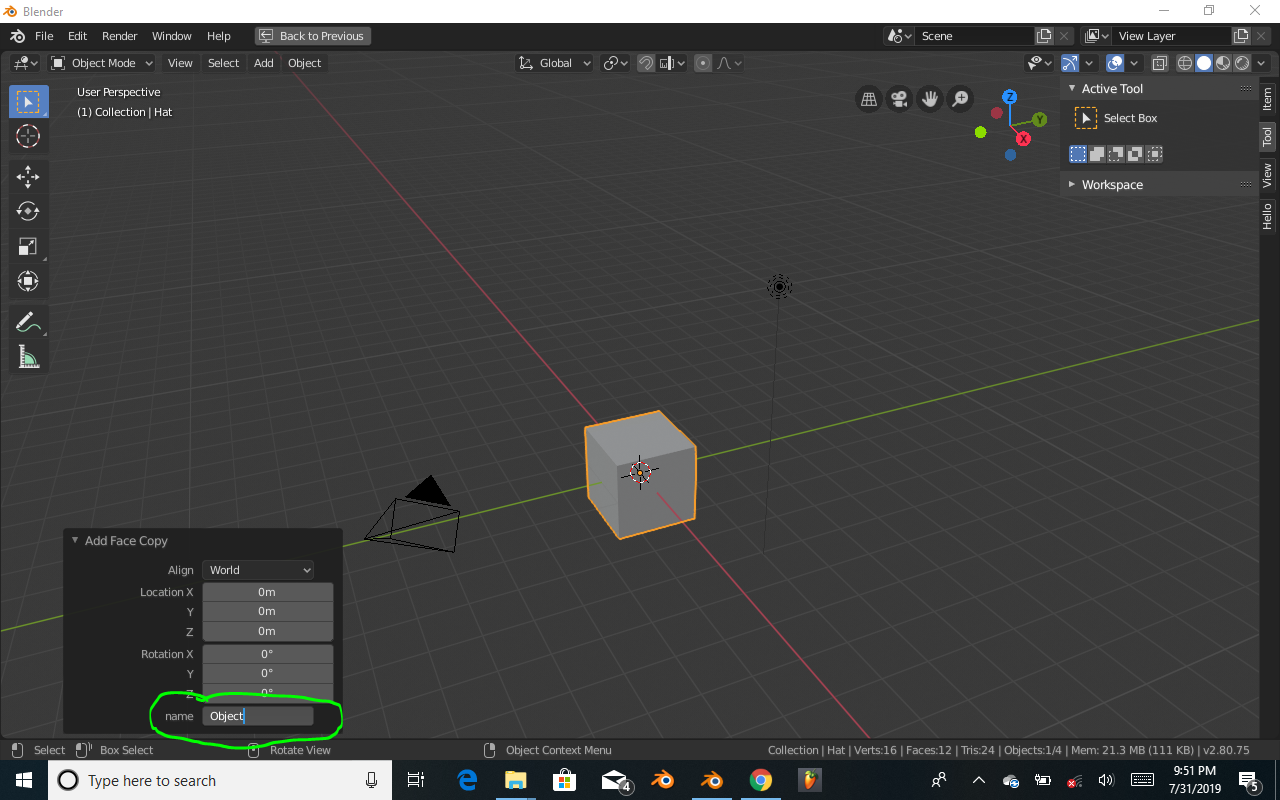 Blender
File Edit Render Window Help Back to Previous Scene View Layer
Object Mode View Select Add Object Global
User Perspective
(1) Collection | Hat
Z
Y
X
Active Tool
Select Box
Workspace
Item
Tool
View
Hello
Add Face Copy
Align World
Location X 0m
Y 0m
Z 0m
Rotation X 0°
Y 0°
Z 0°
name Object
Select Box Select Rotate View Object Context Menu Collection | Hat | Verts:16 | Faces:12 | Tris:24 | Objects:1/4 | Mem: 21.3 MB (111 KB) | v2.80.75
Type here to search 4 9:51 PM
7/31/2019 5